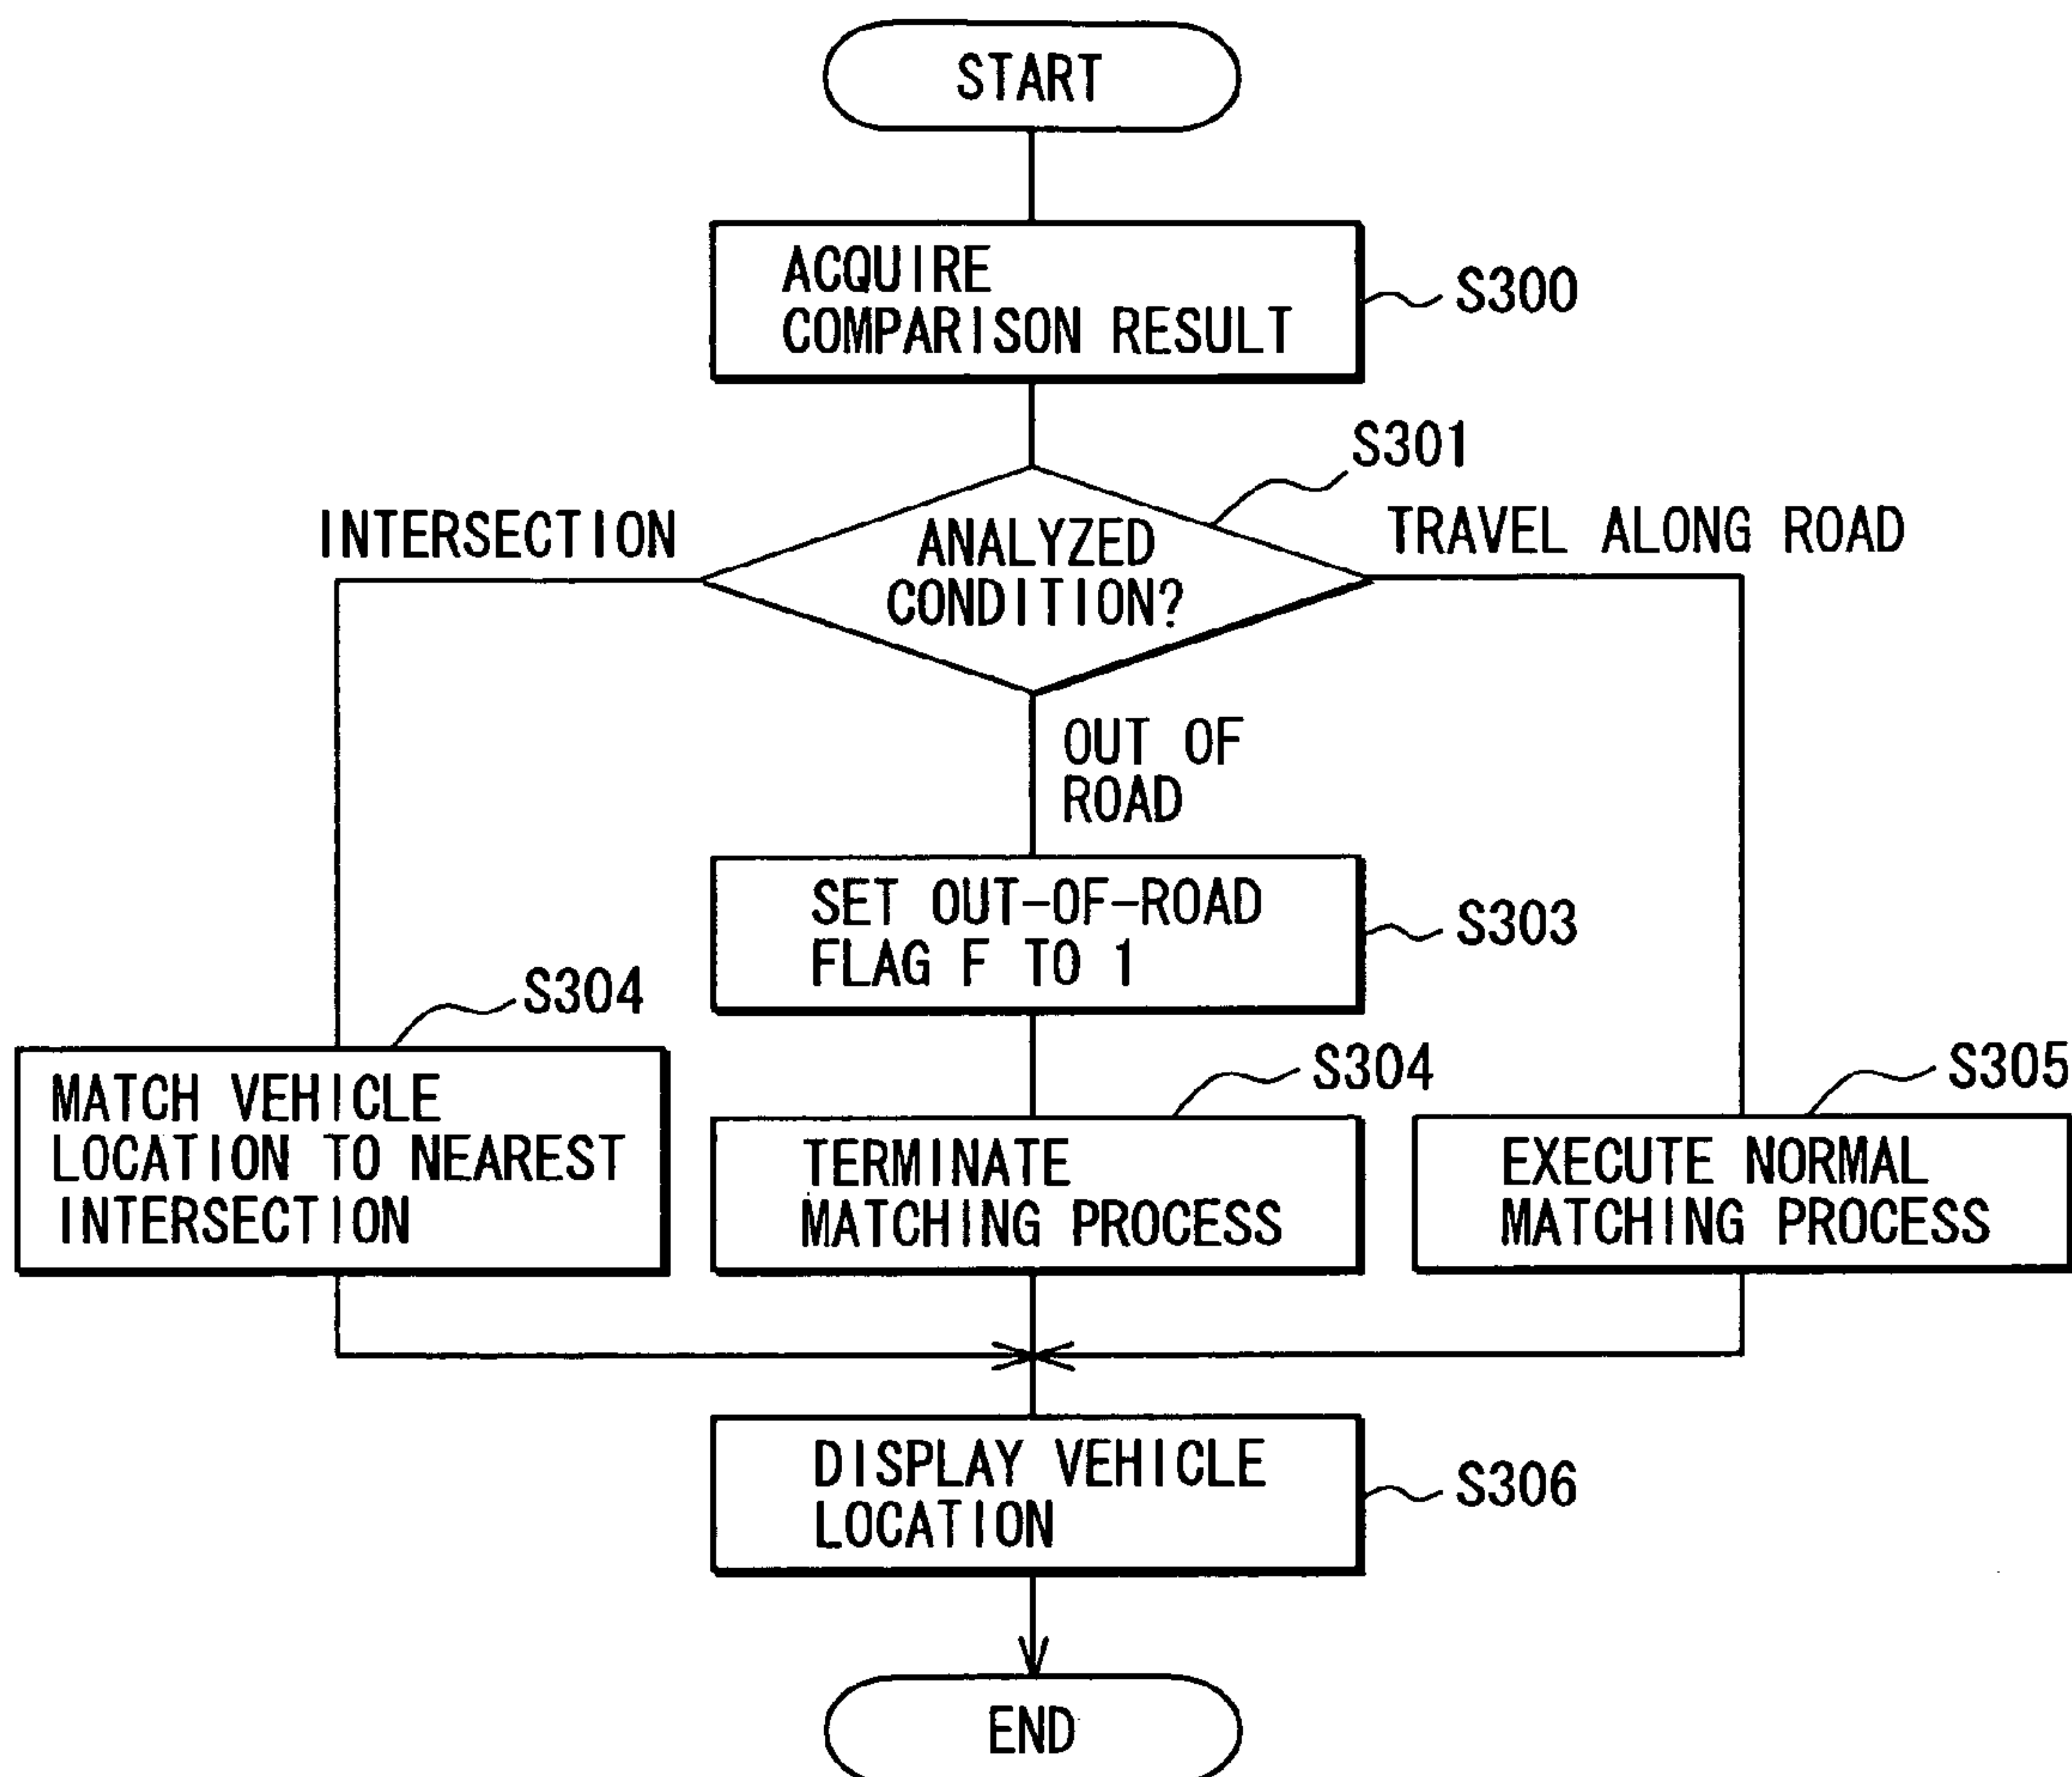 START
ACQUIRE
COMPARISON RESULT
S300
S301
INTERSECTION
ANALYZED
CONDITION?
TRAVEL ALONG ROAD
OUT OF
ROAD
SET OUT-OF-ROAD
FLAG F TO 1
S303
S304
MATCH VEHICLE
LOCATION TO NEAREST
INTERSECTION
S304
TERMINATE
MATCHING PROCESS
S305
EXECUTE NORMAL
MATCHING PROCESS
DISPLAY VEHICLE
LOCATION
S306
END